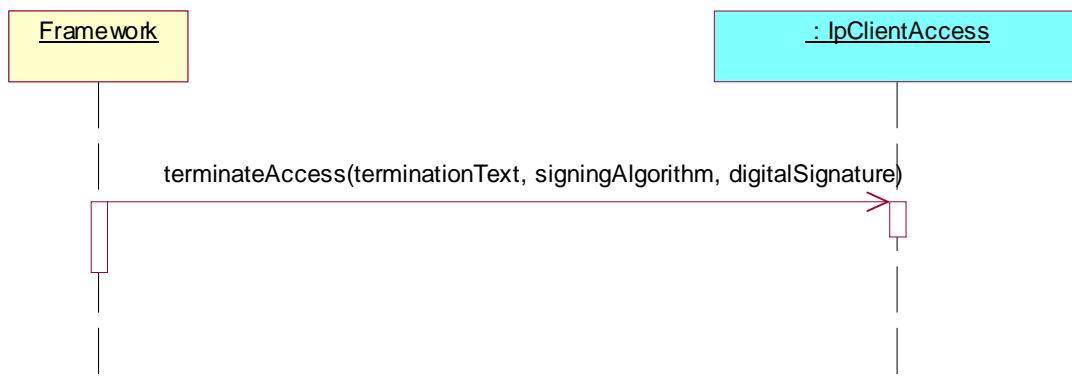 Framework
: IpClientAccess
terminateAccess(terminationText, signingAlgorithm, digitalSignature)